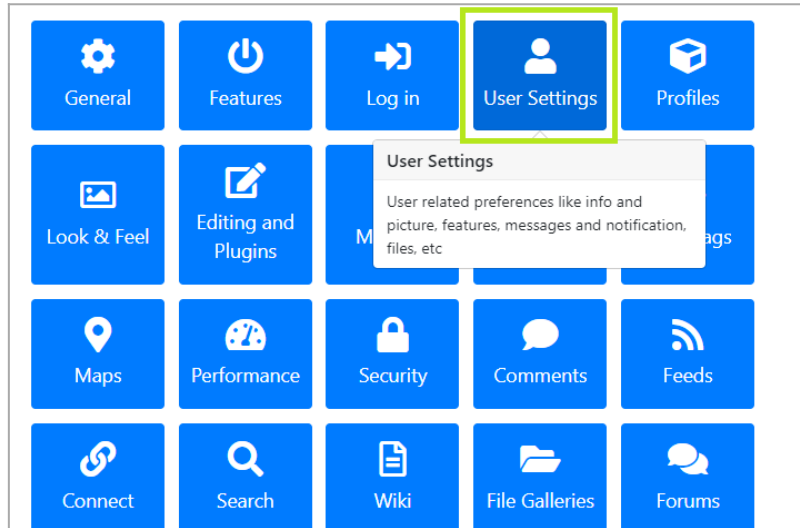 General
Features
Log in
User Settings
Profiles
User Settings
User related preferences like info and
picture, features, messages and notification,
files, etc
Look & Feel
Editing and
Plugins
M
ags
Maps
Performance
Security
Comments
Feeds
Connect
Search
Wiki
File Galleries
Forums